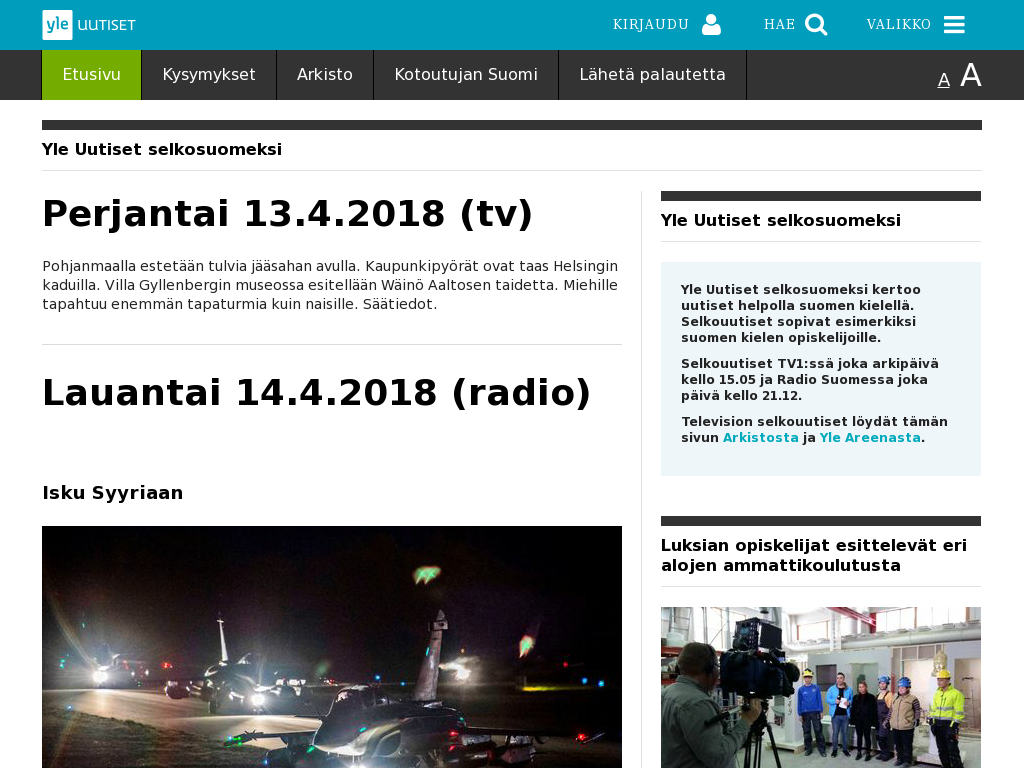 yle UUTISET
KIRJAUDU
HAE
VALIKKO
Etusivu
Kysymykset
Arkisto
Kotoutujan Suomi
Lähetä palautetta
A A
Yle Uutiset selkosuomeksi
Perjantai 13.4.2018 (tv)
Pohjanmaalla estetään tulvia jääsahan avulla. Kaupunkipyörät ovat taas Helsingin
kaduilla. Villa Gyllenbergin museossa esitellään Wäinö Aaltosen taidetta. Miehille
tapahtuu enemmän tapaturmia kuin naisille. Säätiedot.
Lauantai 14.4.2018 (radio)
Isku Syyriaan
Yle Uutiset selkosuomeksi
Yle Uutiset selkosuomeksi kertoo
uutiset helpolla suomen kielellä.
Selkouutiset sopivat esimerkiksi
suomen kielen opiskelijoille.
Selkouutiset TV1:ssä joka arkipäivä
kello 15.05 ja Radio Suomessa joka
päivä kello 21.12.
Television selkouutiset löydät tämän
sivun Arkistosta ja Yle Areenasta.
Luksian opiskelijat esittelevät eri
alojen ammattikoulutusta